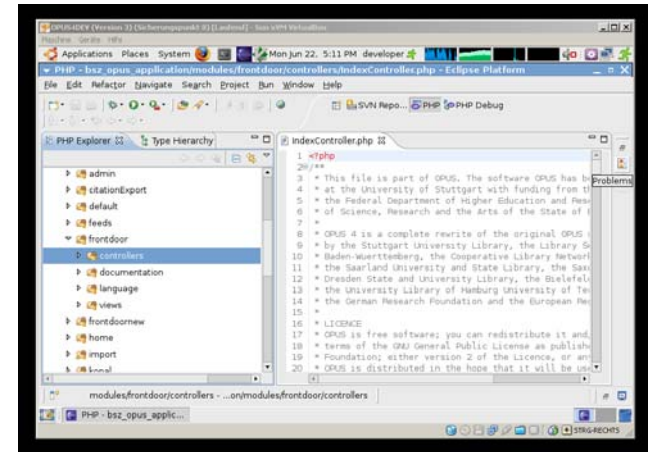 OPUS4DEV (Version 3) (Sicherungspunkt 8) [Laufend] - Sun xVM VirtualBox
Maschine Geräte Hilfe
Applications Places System Mon Jun 22, 5:11 PM developer
PHP - bsz_opus_application/modules/frontdoor/controllers/IndexController.php - Eclipse Platform
File Edit Refactor Navigate Search Project Run Window Help
SVN Repo... PHP PHP Debug
PHP Explorer Type Hierarchy
admin
citationExport
default
feeds
frontdoor
controllers
documentation
language
views
frontdoornew
home
import
IndexController.php
1 <?php
2 /**
3 * This file is part of OPUS. The software OPUS has b
4 * at the University of Stuttgart with funding from t
5 * the Federal Department of Higher Education and Res
6 * of Science, Research and the Arts of the State of
7 *
8 * OPUS 4 is a complete rewrite of the original OPUS
9 * by the Stuttgart University Library, the Library S
10 * Baden-Wuerttemberg, the Cooperative Library Network
11 * the Saarland University and State Library, the Sax
12 * Dresden State and University Library, the Bielefel
13 * the University Library of Hamburg University of Te
14 * the German Research Foundation and the European Re
15 *
16 * LICENCE
17 * OPUS is free software; you can redistribute it and
18 * terms of the GNU General Public License as publish
19 * Foundation; either version 2 of the Licence, or an
20 * OPUS is distributed in the hope that it will be us
Problems
modules/frontdoor/controllers - ...on/modules/frontdoor/controllers
PHP - bsz_opus_applic...
STRG-RECHTS